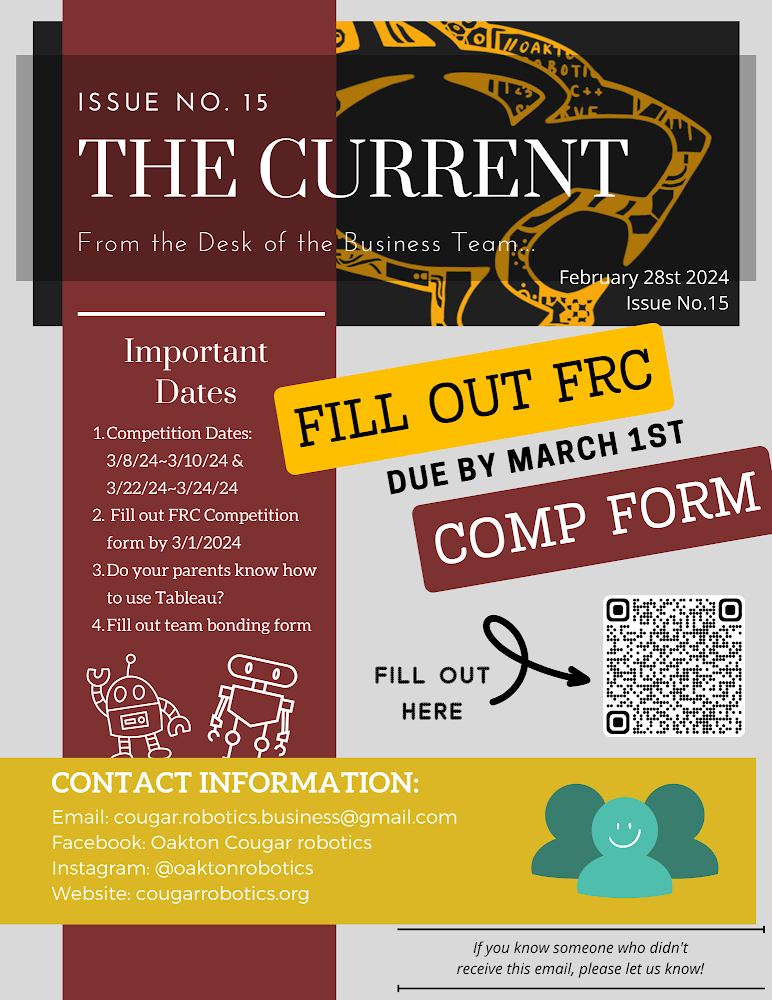 OAKT
ROBOTI
C++
ISSUE NO. 15
THE CURRENT
From the Desk of the Business Team...
February 28st 2024
Issue No.15
Important
Dates
1. Competition Dates:
3/8/24~3/10/24 &
3/22/24~3/24/24
2. Fill out FRC Competition
form by 3/1/2024
3. Do your parents know how
to use Tableau?
4. Fill out team bonding form
FILL OUT FRC
DUE BY MARCH 1ST
COMP FORM
FILL OUT
HERE
CONTACT INFORMATION:
Email: cougar.robotics.business@gmail.com
Facebook: Oakton Cougar robotics
Instagram: @oaktonrobotics
Website: cougarrobotics.org
If you know someone who didn't
receive this email, please let us know!